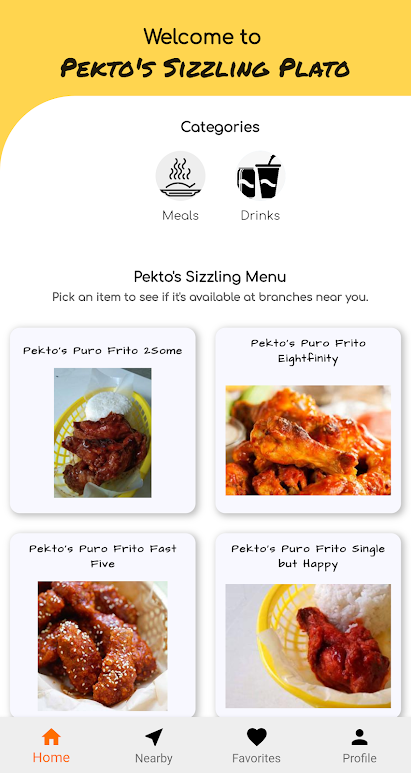 Welcome to
Pekto's Sizzling Plato
Categories
Meals
Drinks
Pekto's Sizzling Menu
Pick an item to see if it's available at branches near you.
Pekto's Puro Frito 2Some
Pekto's Puro Frito
Eightfinity
Pekto's Puro Frito Fast
Five
Pekto's Puro Frito Single
but Happy
Home
Nearby
Favorites
Profile